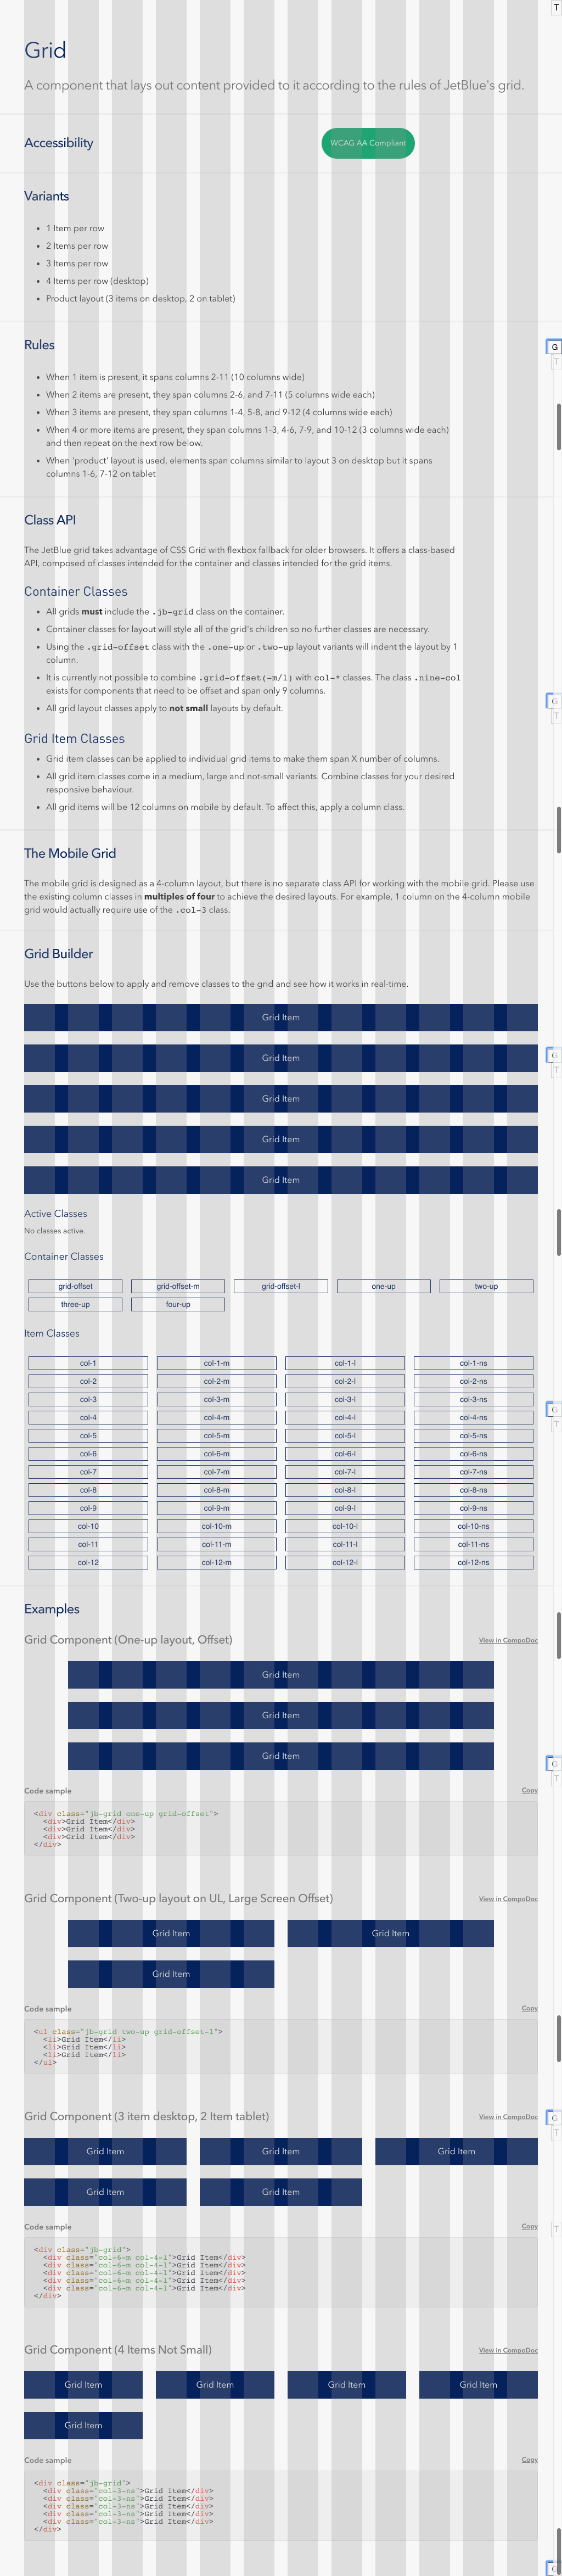 T
Grid
A component that lays out content provided to it according to the rules of JetBlue's grid.
Accessibility
WCAG AA Compliant
Variants
1 Item per row
2 Items per row
3 Items per row
4 Items per row (desktop)
Product layout (3 items on desktop, 2 on tablet)
Rules
G
T
When 1 item is present, it spans columns 2-11 (10 columns wide)
When 2 items are present, they span columns 2-6, and 7-11 (5 columns wide each)
When 3 items are present, they span columns 1-4, 5-8, and 9-12 (4 columns wide each)
When 4 or more items are present, they span columns 1-3, 4-6, 7-9, and 10-12 (3 columns wide each)
and then repeat on the next row below.
When 'product' layout is used, elements span columns similar to layout 3 on desktop but it spans
columns 1-6, 7-12 on tablet
Class API
The JetBlue grid takes advantage of CSS Grid with flexbox fallback for older browsers. It offers a class-based
API, composed of classes intended for the container and classes intended for the grid items.
Container Classes
All grids must include the .jb-grid class on the container.
Container classes for layout will style all of the grid's children so no further classes are necessary.
Using the .grid-offset class with the .one-up or .two-up layout variants will indent the layout by 1
column.
It is currently not possible to combine .grid-offset(-m/l) with col-* classes. The class .nine-col
exists for components that need to be offset and span only 9 columns.
G
All grid layout classes apply to not small layouts by default.
T
Grid Item Classes
Grid item classes can be applied to individual grid items to make them span X number of columns.
All grid item classes come in a medium, large and not-small variants. Combine classes for your desired
responsive behaviour.
All grid items will be 12 columns on mobile by default. To affect this, apply a column class.
The Mobile Grid
The mobile grid is designed as a 4-column layout, but there is no separate class API for working with the mobile grid. Please use
the existing column classes in multiples of four to achieve the desired layouts. For example, 1 column on the 4-column mobile
grid would actually require use of the .col-3 class.
Grid Builder
Use the buttons below to apply and remove classes to the grid and see how it works in real-time.
Grid Item
Grid Item
G
T
Grid Item
Grid Item
Grid Item
Active Classes
No classes active.
Container Classes
grid-offset grid-offset-m grid-offset-l one-up two-up
three-up four-up
Item Classes
col-1 col-1-m col-1-l col-1-ns
col-2 col-2-m col-2-l col-2-ns
col-3 col-3-m col-3-l col-3-ns
col-4 col-4-m col-4-l col-4-ns
G
T
col-5 col-5-m col-5-l col-5-ns
col-6 col-6-m col-6-l col-6-ns
col-7 col-7-m col-7-l col-7-ns
col-8 col-8-m col-8-l col-8-ns
col-9 col-9-m col-9-l col-9-ns
col-10 col-10-m col-10-l col-10-ns
col-11 col-11-m col-11-l col-11-ns
col-12 col-12-m col-12-l col-12-ns
Examples
Grid Component (One-up layout, Offset) View in CompoDoc
Grid Item
Grid Item
Grid Item
G
T
Code sample Copy
<div class="jb-grid one-up grid-offset">
<div>Grid Item</div>
<div>Grid Item</div>
<div>Grid Item</div>
</div>
Grid Component (Two-up layout on UL, Large Screen Offset) View in CompoDoc
Grid Item Grid Item
Grid Item
Code sample Copy
<ul class="jb-grid two-up grid-offset-l">
<li>Grid Item</li>
<li>Grid Item</li>
<li>Grid Item</li>
</ul>
Grid Component (3 item desktop, 2 Item tablet) View in CompoDoc
G
T
Grid Item Grid Item Grid Item
Grid Item Grid Item
Code sample Copy
T
<div class="jb-grid">
<div class="col-6-m col-4-l">Grid Item</div>
<div class="col-6-m col-4-l">Grid Item</div>
<div class="col-6-m col-4-l">Grid Item</div>
<div class="col-6-m col-4-l">Grid Item</div>
<div class="col-6-m col-4-l">Grid Item</div>
</div>
Grid Component (4 Items Not Small) View in CompoDoc
Grid Item Grid Item Grid Item Grid Item
Grid Item
Code sample Copy
<div class="jb-grid">
<div class="col-3-ns">Grid Item</div>
<div class="col-3-ns">Grid Item</div>
<div class="col-3-ns">Grid Item</div>
<div class="col-3-ns">Grid Item</div>
<div class="col-3-ns">Grid Item</div>
</div>
G